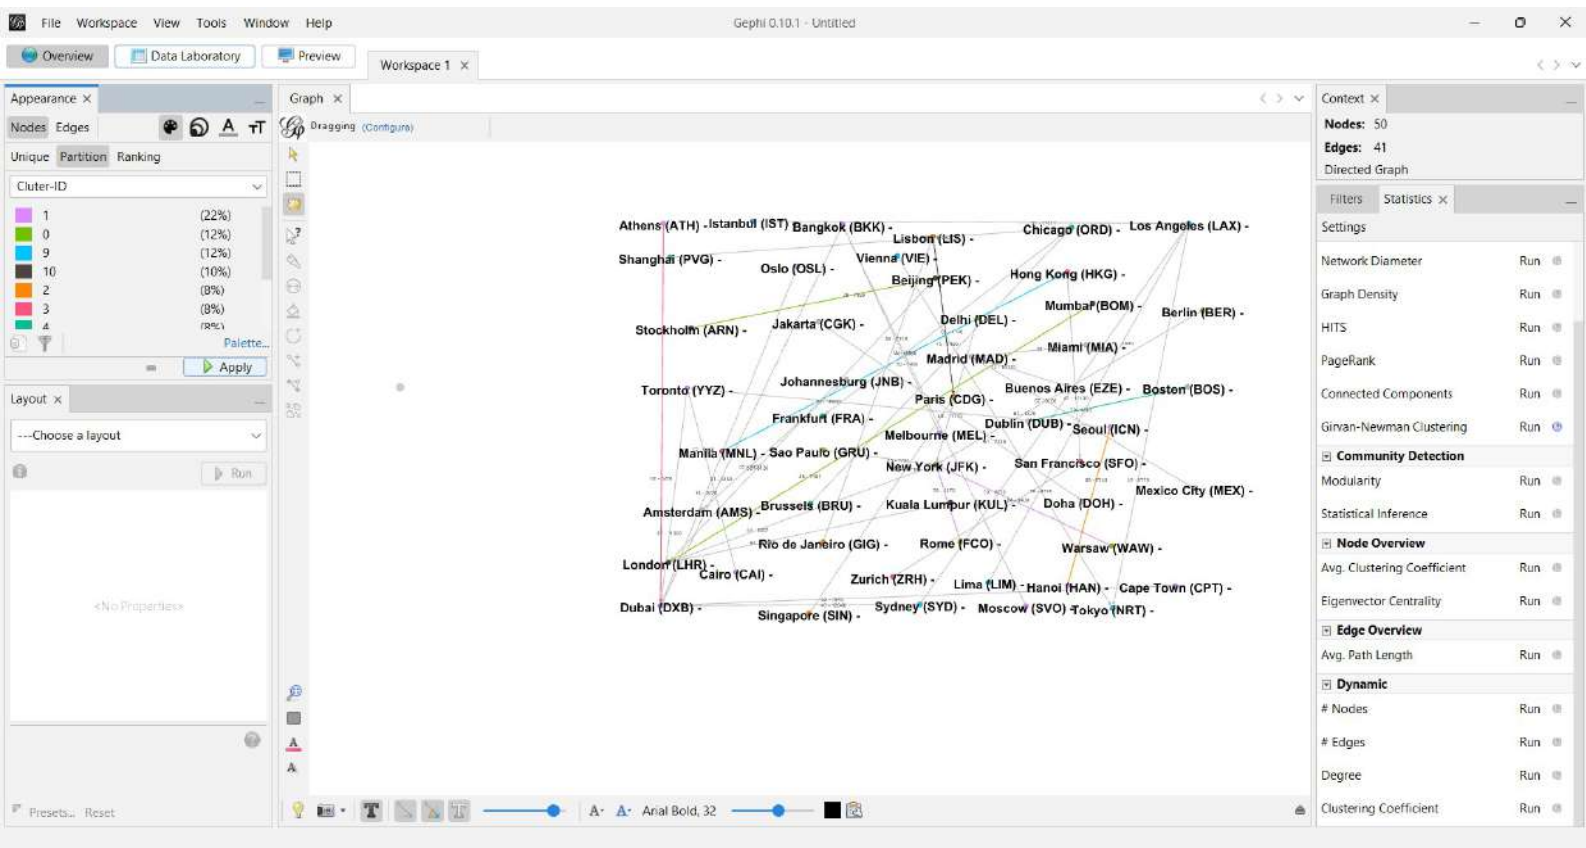 File Workspace View Tools Window Help
Gephi 0.10.1 - Untitled
Overview Data Laboratory Preview
Workspace 1
Appearance
Nodes Edges
Unique Partition Ranking
Cluter-ID
1 (22%)
0 (12%)
9 (12%)
10 (10%)
2 (8%)
3 (8%)
4 (8%)
Palette...
Apply
Layout
---Choose a layout
Run
<No Properties>
Presets... Reset
Graph
Dragging (Configure)
Athens (ATH) -
Istanbul (IST)
Bangkok (BKK) -
Lisbon (LIS) -
Chicago (ORD) -
Los Angeles (LAX) -
Shanghai (PVG) -
Oslo (OSL) -
Vienna (VIE) -
Beijing (PEK) -
Hong Kong (HKG) -
Mumbai (BOM) -
Berlin (BER) -
Stockholm (ARN) -
Jakarta (CGK) -
Delhi (DEL) -
Miami (MIA) -
Madrid (MAD) -
Toronto (YYZ) -
Johannesburg (JNB) -
Paris (CDG) -
Buenos Aires (EZE) -
Boston (BOS) -
Frankfurt (FRA) -
Melbourne (MEL) -
Dublin (DUB) -
Seoul (ICN) -
Manila (MNL) -
Sao Paulo (GRU) -
New York (JFK) -
San Francisco (SFO) -
Mexico City (MEX) -
Amsterdam (AMS) -
Brussels (BRU) -
Kuala Lumpur (KUL) -
Doha (DOH) -
Rio de Janeiro (GIG) -
Rome (FCO) -
Warsaw (WAW) -
London (LHR) -
Cairo (CAI) -
Zurich (ZRH) -
Lima (LIM) -
Hanoi (HAN) -
Cape Town (CPT) -
Dubai (DXB) -
Singapore (SIN) -
Sydney (SYD) -
Moscow (SVO) -
Tokyo (NRT) -
Arial Bold, 32
Context
Nodes: 50
Edges: 41
Directed Graph
Filters Statistics
Settings
Network Diameter Run
Graph Density Run
HITS Run
PageRank Run
Connected Components Run
Girvan-Newman Clustering Run
Community Detection
Modularity Run
Statistical Inference Run
Node Overview
Avg. Clustering Coefficient Run
Eigenvector Centrality Run
Edge Overview
Avg. Path Length Run
Dynamic
# Nodes Run
# Edges Run
Degree Run
Clustering Coefficient Run